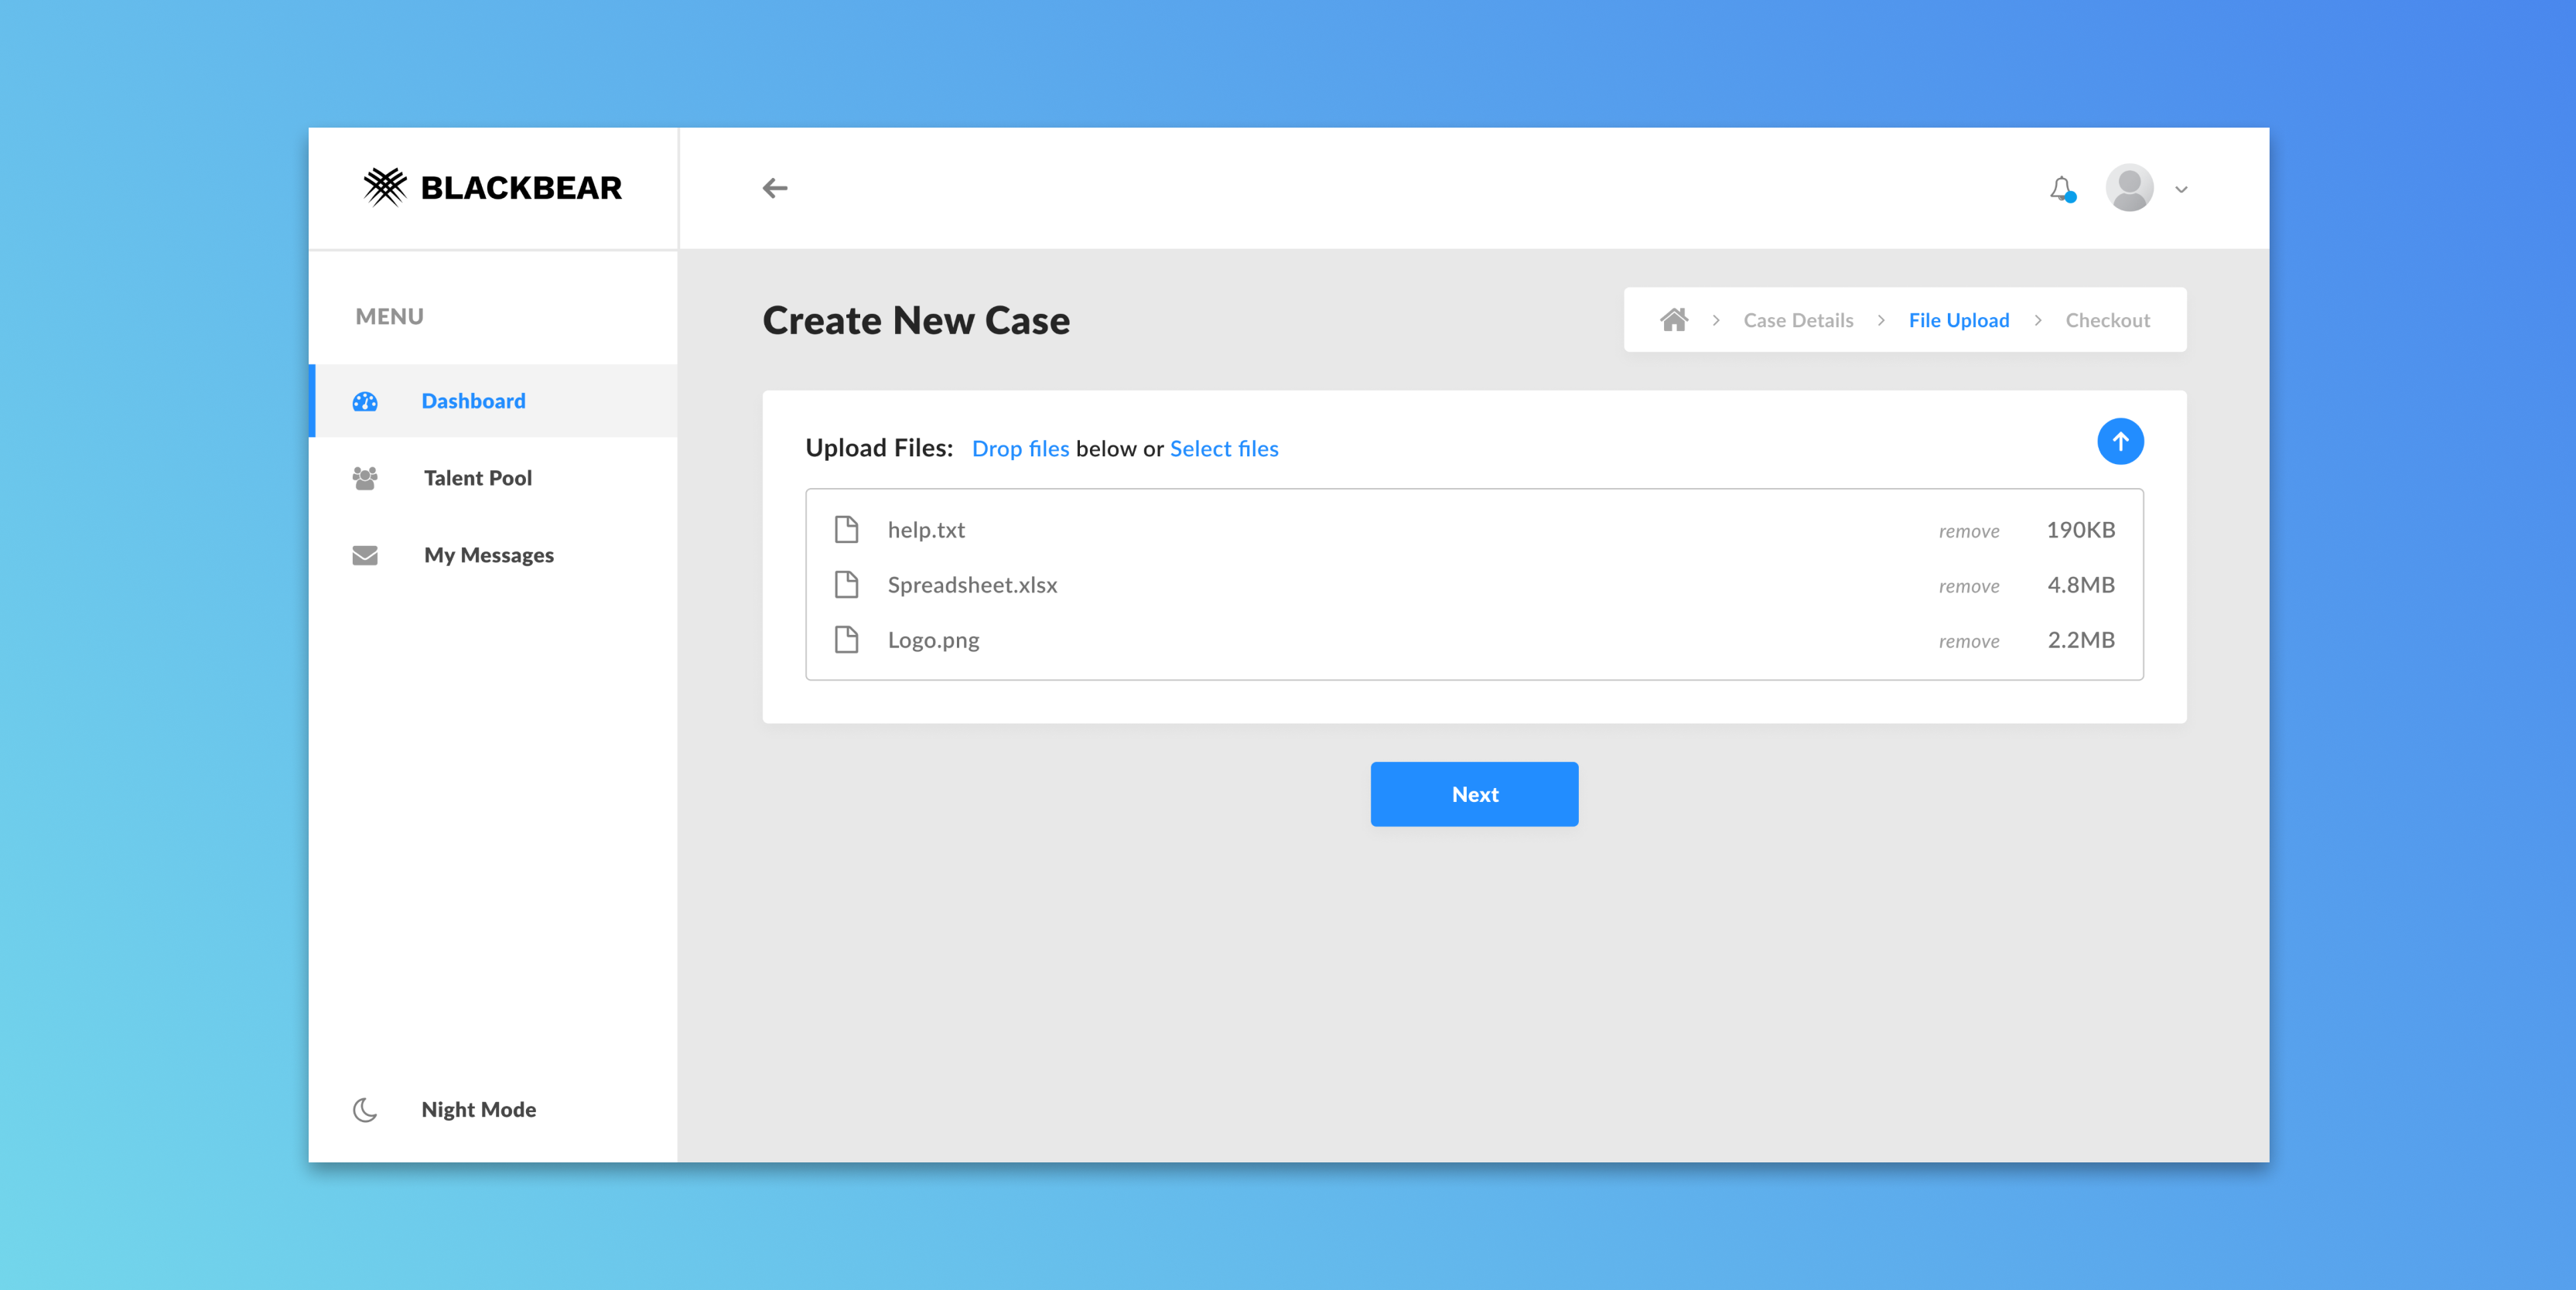 BLACKBEAR
MENU
Dashboard
Talent Pool
My Messages
Night Mode
Create New Case
Case Details > File Upload > Checkout
Upload Files: Drop files below or Select files
help.txt remove 190KB
Spreadsheet.xlsx remove 4.8MB
Logo.png remove 2.2MB
Next